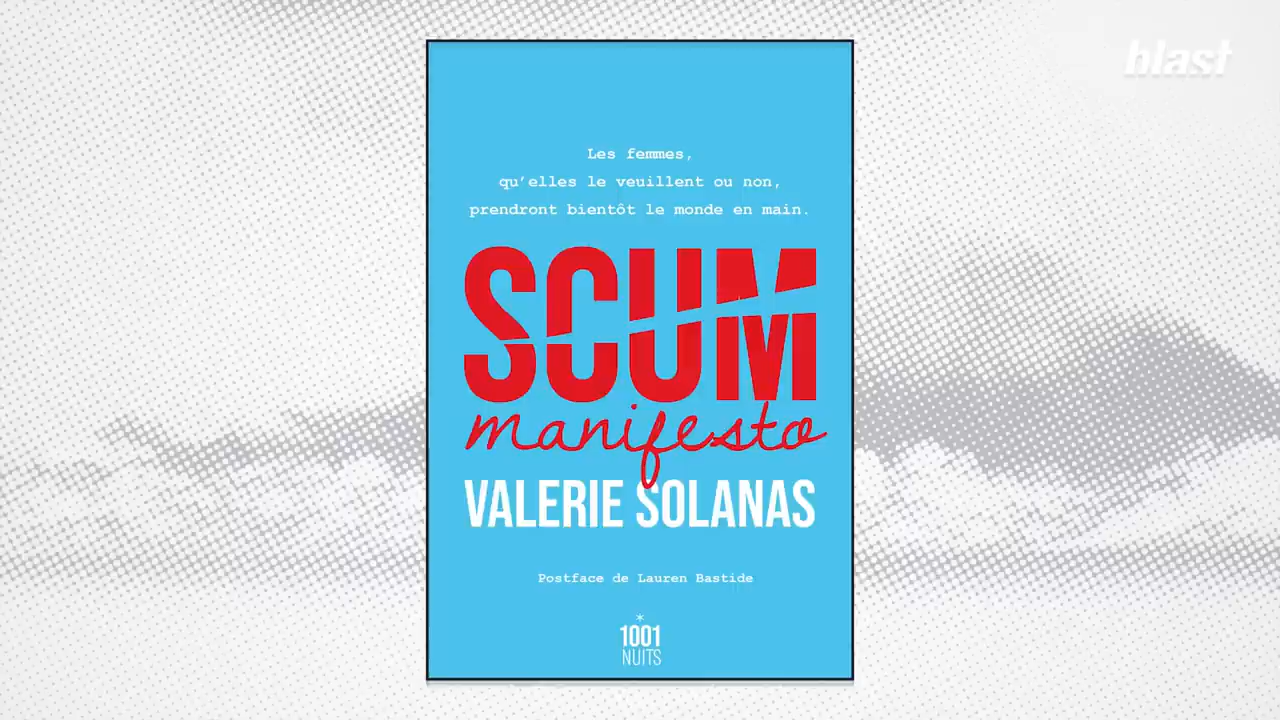 blast
Les femmes,
qu'elles le veuillent ou non,
prendront bientôt le monde en main.
SCUM
manifesto
VALERIE SOLANAS
Postface de Lauren Bastide
*
1001
NUITS